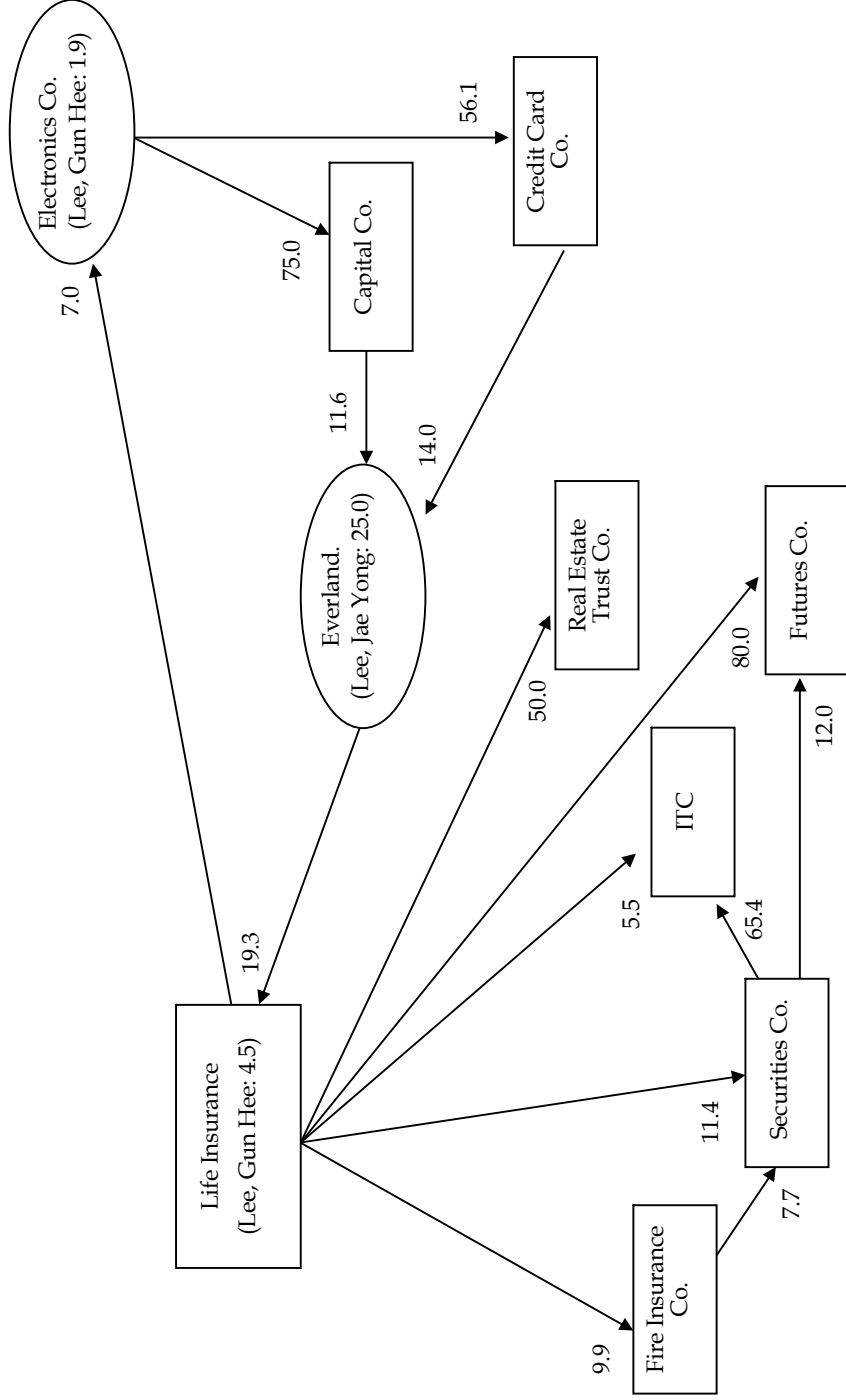 Electronics Co.
(Lee, Gun Hee: 1.9)
7.0
75.0
56.1
Capital Co.
Credit Card
Co.
11.6
14.0
Everland.
(Lee, Jae Yong: 25.0)
19.3
Life Insurance
(Lee, Gun Hee: 4.5)
50.0
Real Estate
Trust Co.
80.0
Futures Co.
5.5
ITC
65.4
12.0
11.4
Securities Co.
7.7
9.9
Fire Insurance
Co.